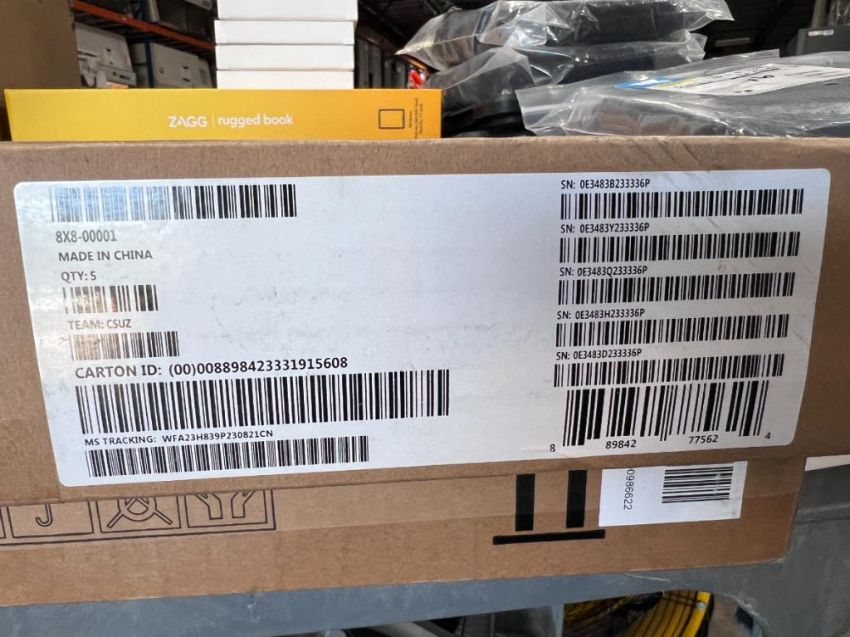 ZAGG | rugged book
8X8-00001
MADE IN CHINA
QTY: 5
TEAM: CSUZ
CARTON ID: (00)008898423331915608
MS TRACKING: WFA23H839P230821CN
SN: 0E3483B233336P
SN: 0E3483Y233336P
SN: 0E3483Q233336P
SN: 0E3483H233336P
SN: 0E3483D233336P
8 89842 77562 4
0986622